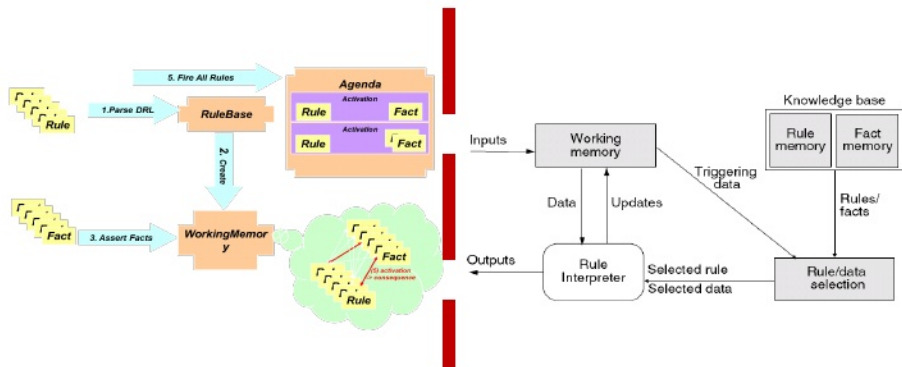 5. Fire All Rules
Agenda
Activation
Rule
Fact
Activation
Rule
Fact
Rule
1.Parse DRL
RuleBase
2. Create
Fact
3. Assert Facts
WorkingMemor
y
Fact
activation
Rule
Inputs
Working
memory
Knowledge base
Rule
memory
Fact
memory
Triggering
data
Data
Updates
Rules/
facts
Outputs
Rule
Interpreter
Selected rule
Selected data
Rule/data
selection